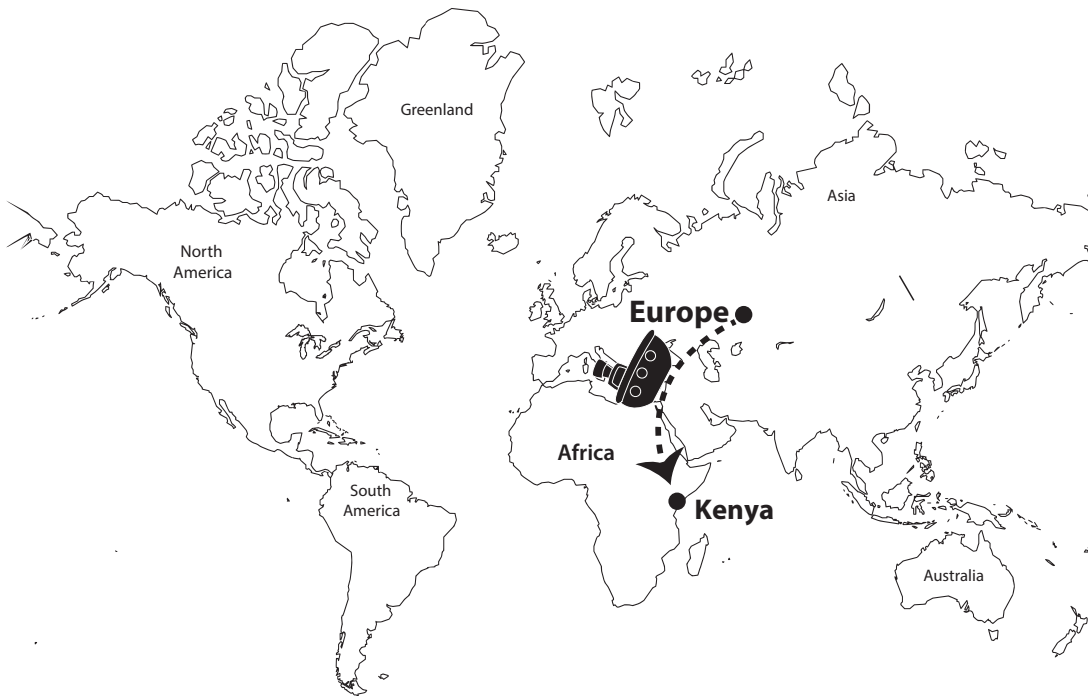 Greenland
Asia
North
America
Europe
Africa
South
America
Kenya
Australia